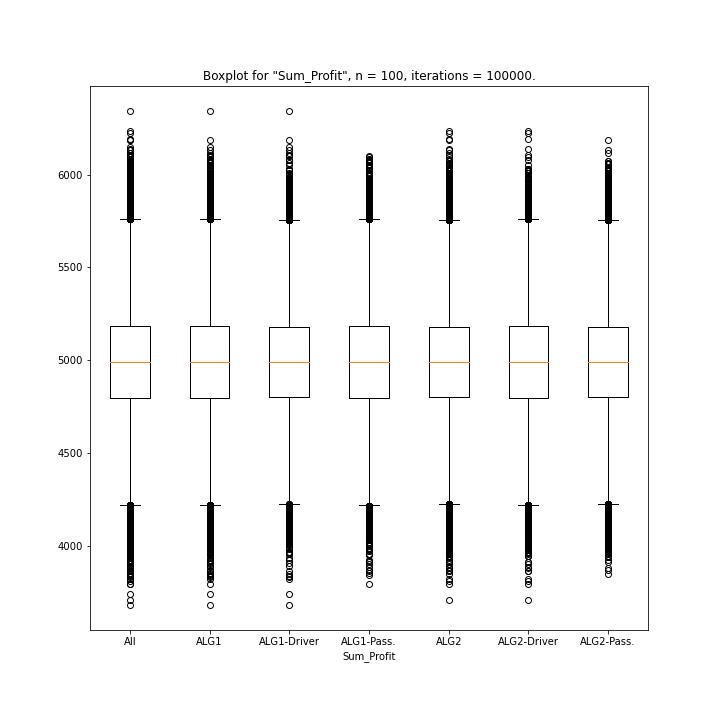 Boxplot for "Sum_Profit", n = 100, iterations = 100000.
6000
5500
5000
4500
4000
All ALG1 ALG1-Driver ALG1-Pass. ALG2 ALG2-Driver ALG2-Pass.
Sum_Profit